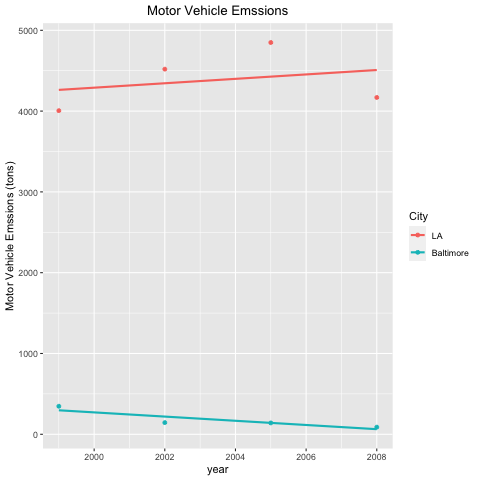 Motor Vehicle Emssions
Motor Vehicle Emssions (tons)
5000
4000
3000
2000
1000
0
2000 2002 2004 2006 2008
year
City
LA
Baltimore